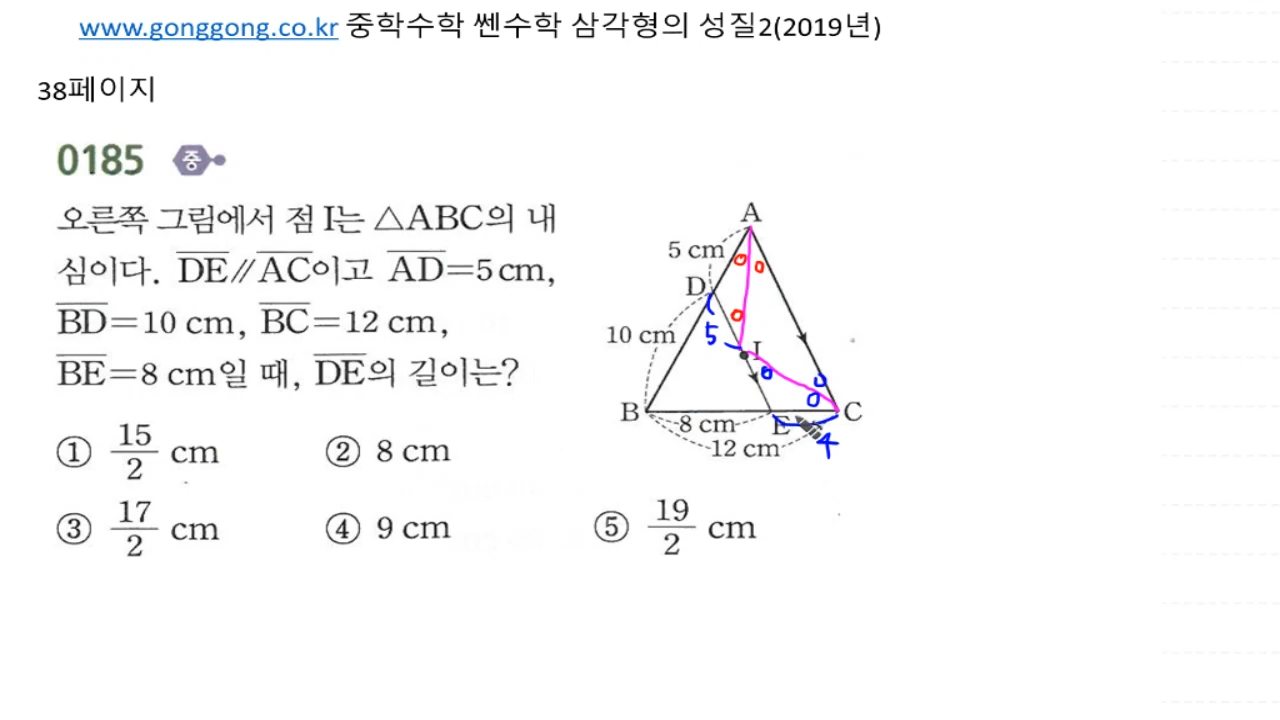 www.gonggong.co.kr 중학수학 쎈수학 삼각형의 성질2(2019년)
38페이지
0185 중
오른쪽 그림에서 점 I는 △ABC의 내
심이다. DE∥AC이고 AD=5 cm,
BD=10 cm, BC=12 cm,
BE=8 cm일 때, DE의 길이는?
① 15/2 cm ② 8 cm
③ 17/2 cm ④ 9 cm ⑤ 19/2 cm
A
5 cm
D
10 cm
5
I
B
C
8 cm
E
12 cm
4